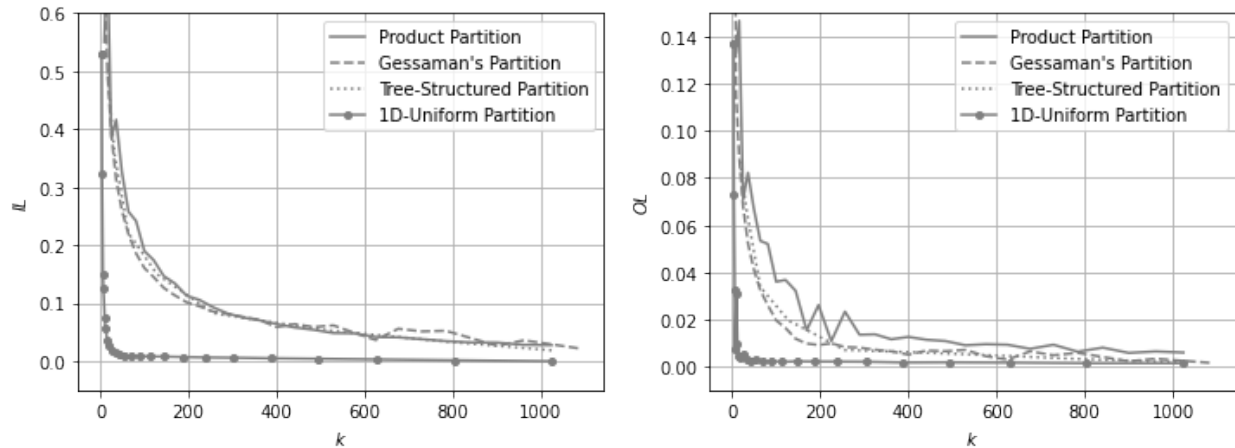 0.6
0.5
0.4
0.3
0.2
0.1
0.0
IL
0 200 400 600 800 1000
k
Product Partition
Gessaman's Partition
Tree-Structured Partition
1D-Uniform Partition
0.14
0.12
0.10
0.08
0.06
0.04
0.02
0.00
OL
0 200 400 600 800 1000
k
Product Partition
Gessaman's Partition
Tree-Structured Partition
1D-Uniform Partition